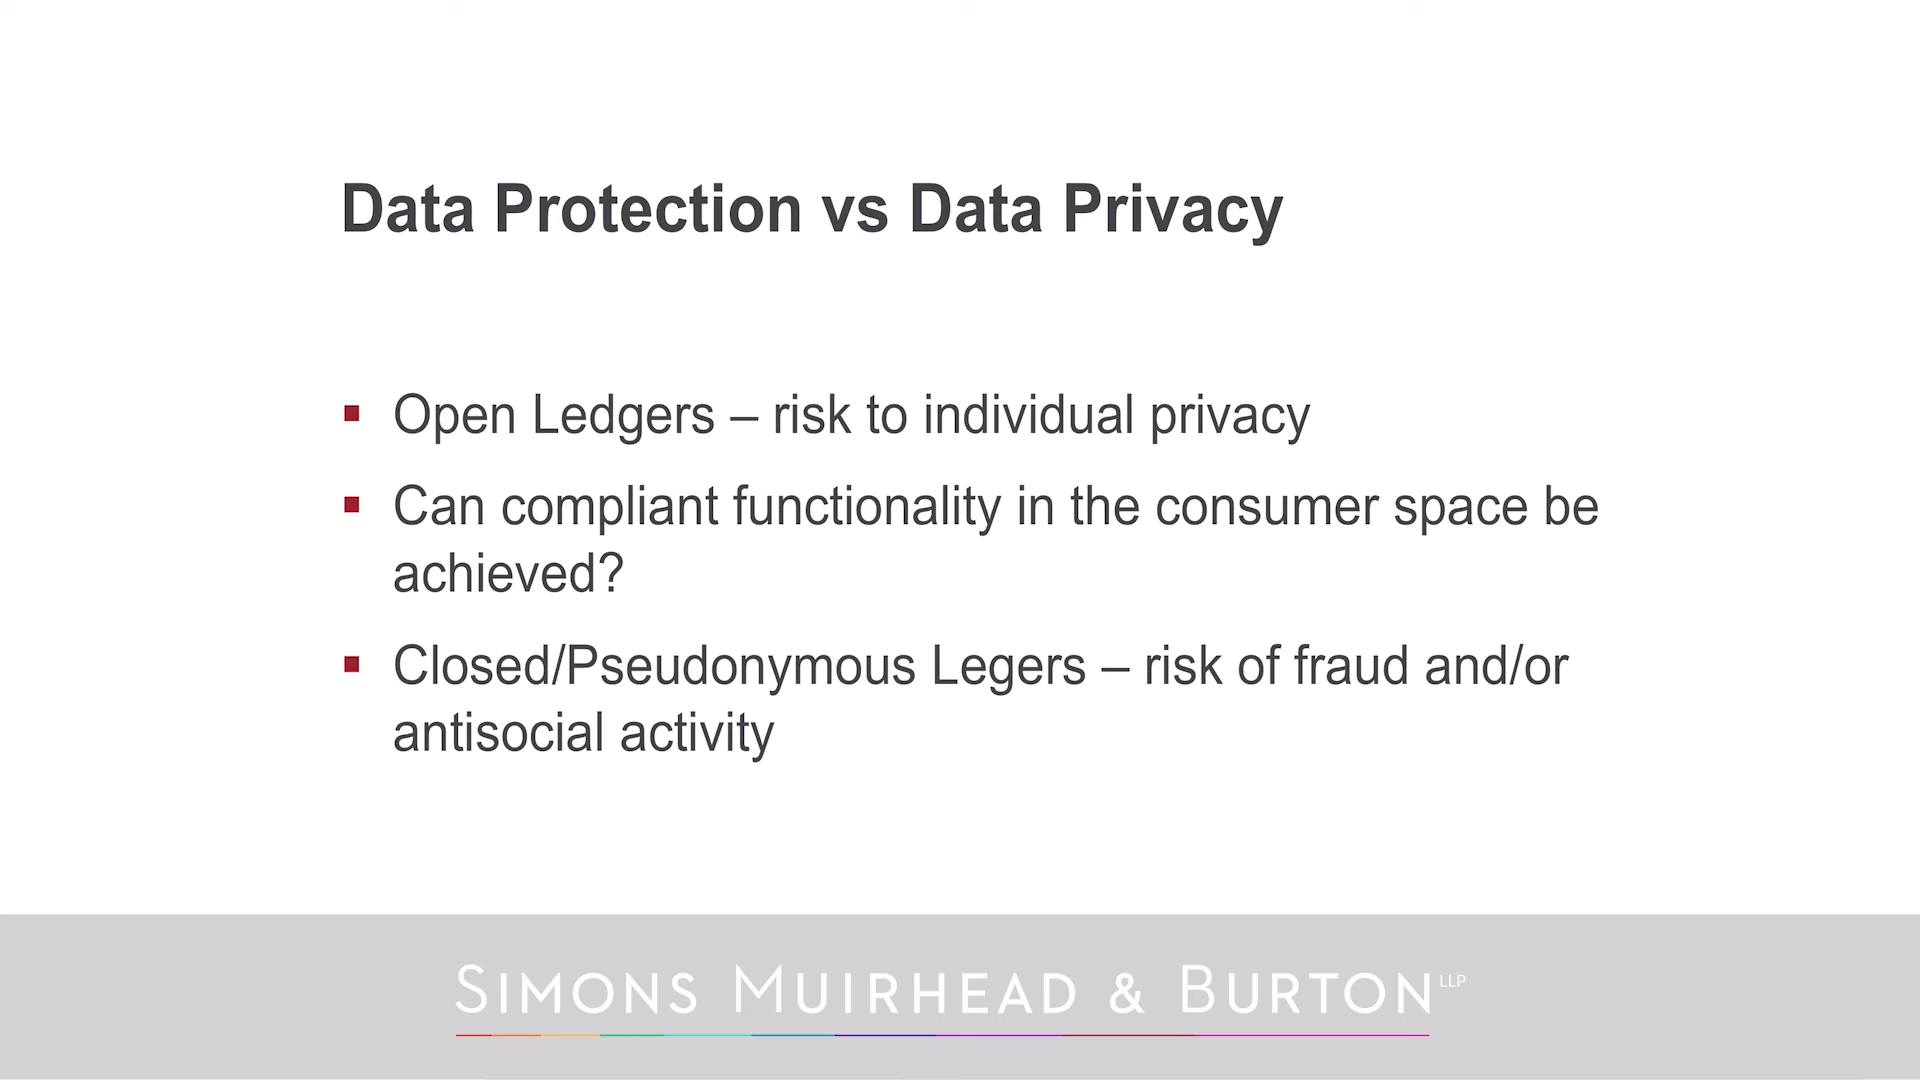 Data Protection vs Data Privacy
▪ Open Ledgers – risk to individual privacy
▪ Can compliant functionality in the consumer space be
achieved?
▪ Closed/Pseudonymous Legers – risk of fraud and/or
antisocial activity
SIMONS MUIRHEAD & BURTON LLP